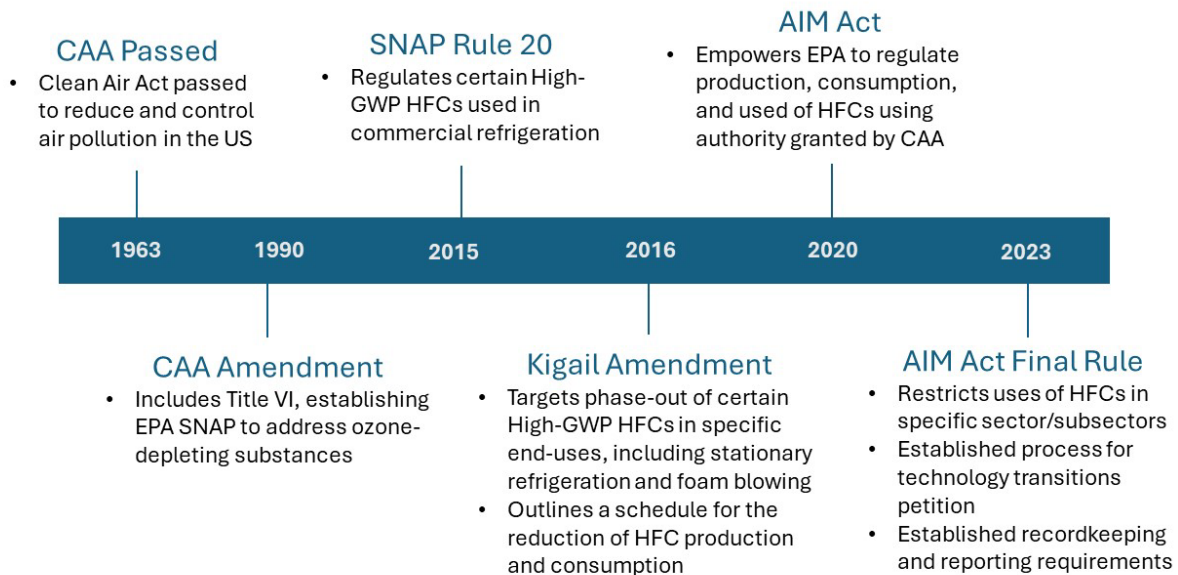 CAA Passed
• Clean Air Act passed
to reduce and control
air pollution in the US
SNAP Rule 20
• Regulates certain High-
GWP HFCs used in
commercial refrigeration
AIM Act
• Empowers EPA to regulate
production, consumption,
and used of HFCs using
authority granted by CAA
1963
1990
2015
2016
2020
2023
CAA Amendment
• Includes Title VI, establishing
EPA SNAP to address ozone-
depleting substances
Kigail Amendment
• Targets phase-out of certain
High-GWP HFCs in specific
end-uses, including stationary
refrigeration and foam blowing
• Outlines a schedule for the
reduction of HFC production
and consumption
AIM Act Final Rule
• Restricts uses of HFCs in
specific sector/subsectors
• Established process for
technology transitions
petition
• Established recordkeeping
and reporting requirements